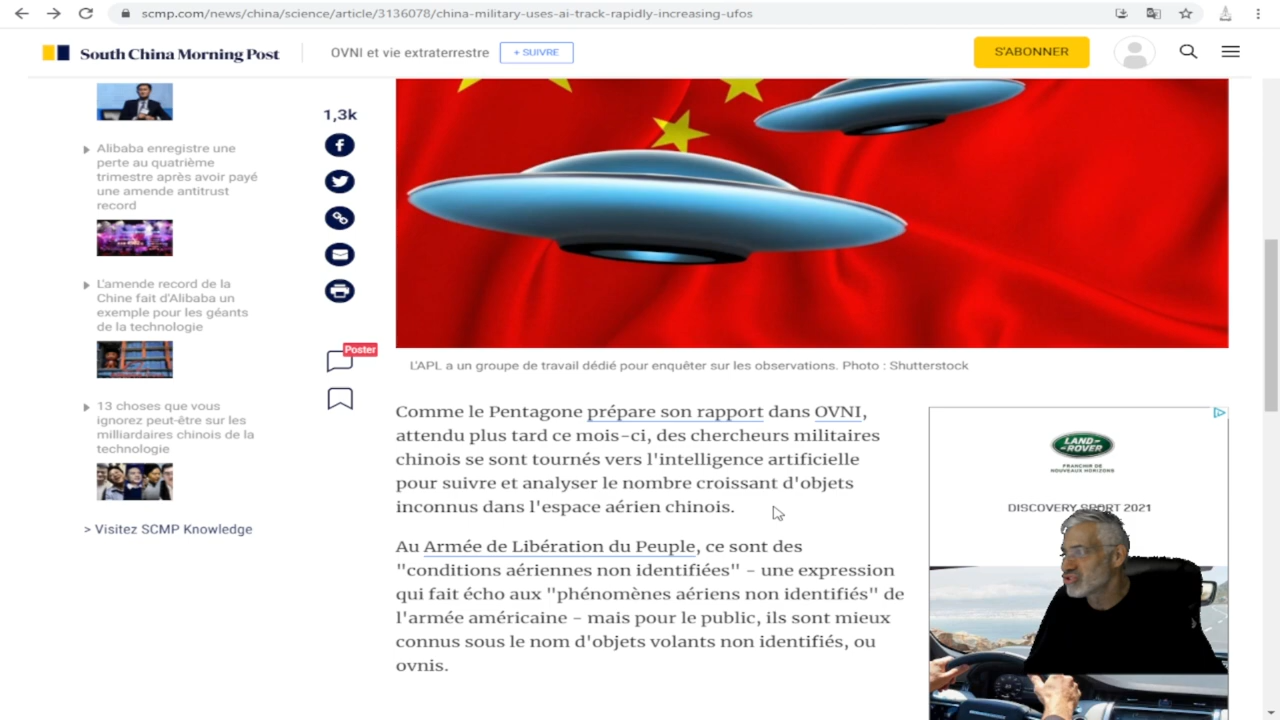 scmp.com/news/china/science/article/3136078/china-military-uses-ai-track-rapidly-increasing-ufos
South China Morning Post
OVNI et vie extraterrestre
+ SUIVRE
S'ABONNER
Alibaba enregistre une
perte au quatrième
trimestre après avoir payé
une amende antitrust
record
L'amende record de la
Chine fait d'Alibaba un
exemple pour les géants
de la technologie
13 choses que vous
ignorez peut-être sur les
milliardaires chinois de la
technologie
> Visitez SCMP Knowledge
1,3k
Poster
L'APL a un groupe de travail dédié pour enquêter sur les observations. Photo : Shutterstock
Comme le Pentagone prépare son rapport dans OVNI,
attendu plus tard ce mois-ci, des chercheurs militaires
chinois se sont tournés vers l'intelligence artificielle
pour suivre et analyser le nombre croissant d'objets
inconnus dans l'espace aérien chinois.
Au Armée de Libération du Peuple, ce sont des
"conditions aériennes non identifiées" - une expression
qui fait écho aux "phénomènes aériens non identifiés" de
l'armée américaine - mais pour le public, ils sont mieux
connus sous le nom d'objets volants non identifiés, ou
ovnis.
LAND-
ROVER
FRANCHIR DE
NOUVEAUX HORIZONS
DISCOVERY SPORT 2021